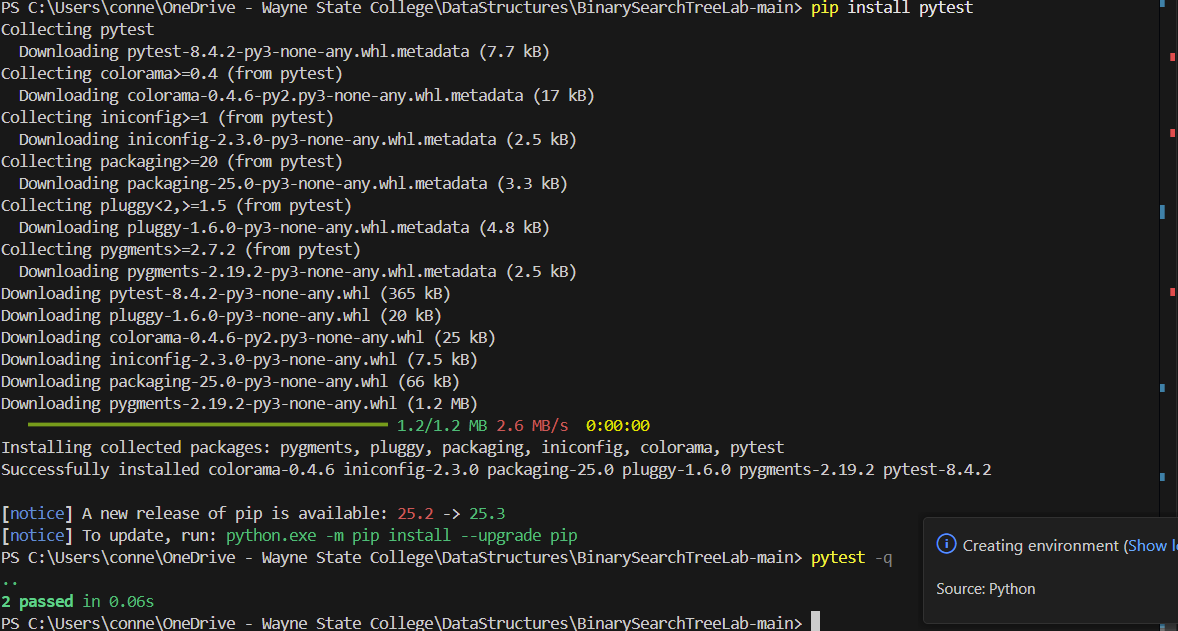 PS C:\Users\conne\OneDrive - Wayne State College\DataStructures\BinarySearchTreeLab-main> pip install pytest
Collecting pytest
  Downloading pytest-8.4.2-py3-none-any.whl.metadata (7.7 kB)
Collecting colorama>=0.4 (from pytest)
  Downloading colorama-0.4.6-py2.py3-none-any.whl.metadata (17 kB)
Collecting iniconfig>=1 (from pytest)
  Downloading iniconfig-2.3.0-py3-none-any.whl.metadata (2.5 kB)
Collecting packaging>=20 (from pytest)
  Downloading packaging-25.0-py3-none-any.whl.metadata (3.3 kB)
Collecting pluggy<2,>=1.5 (from pytest)
  Downloading pluggy-1.6.0-py3-none-any.whl.metadata (4.8 kB)
Collecting pygments>=2.7.2 (from pytest)
  Downloading pygments-2.19.2-py3-none-any.whl.metadata (2.5 kB)
Downloading pytest-8.4.2-py3-none-any.whl (365 kB)
Downloading pluggy-1.6.0-py3-none-any.whl (20 kB)
Downloading colorama-0.4.6-py2.py3-none-any.whl (25 kB)
Downloading iniconfig-2.3.0-py3-none-any.whl (7.5 kB)
Downloading packaging-25.0-py3-none-any.whl (66 kB)
Downloading pygments-2.19.2-py3-none-any.whl (1.2 MB)
1.2/1.2 MB 2.6 MB/s  0:00:00
Installing collected packages: pygments, pluggy, packaging, iniconfig, colorama, pytest
Successfully installed colorama-0.4.6 iniconfig-2.3.0 packaging-25.0 pluggy-1.6.0 pygments-2.19.2 pytest-8.4.2
[notice] A new release of pip is available: 25.2 -> 25.3
[notice] To update, run: python.exe -m pip install --upgrade pip
PS C:\Users\conne\OneDrive - Wayne State College\DataStructures\BinarySearchTreeLab-main> pytest -q
..
2 passed in 0.06s
PS C:\Users\conne\OneDrive - Wayne State College\DataStructures\BinarySearchTreeLab-main>
Creating environment (Show
Source: Python